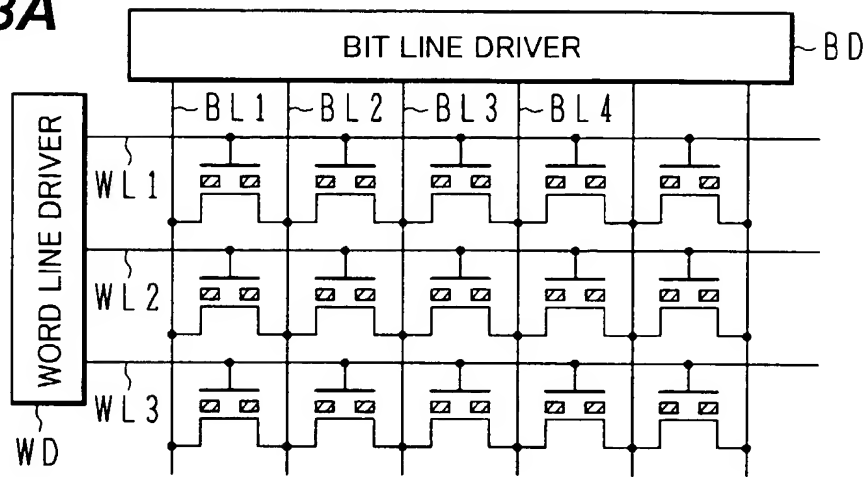 3A
BIT LINE DRIVER
BD
BL1
BL2
BL3
BL4
WORD LINE DRIVER
WL1
WL2
WL3
WD